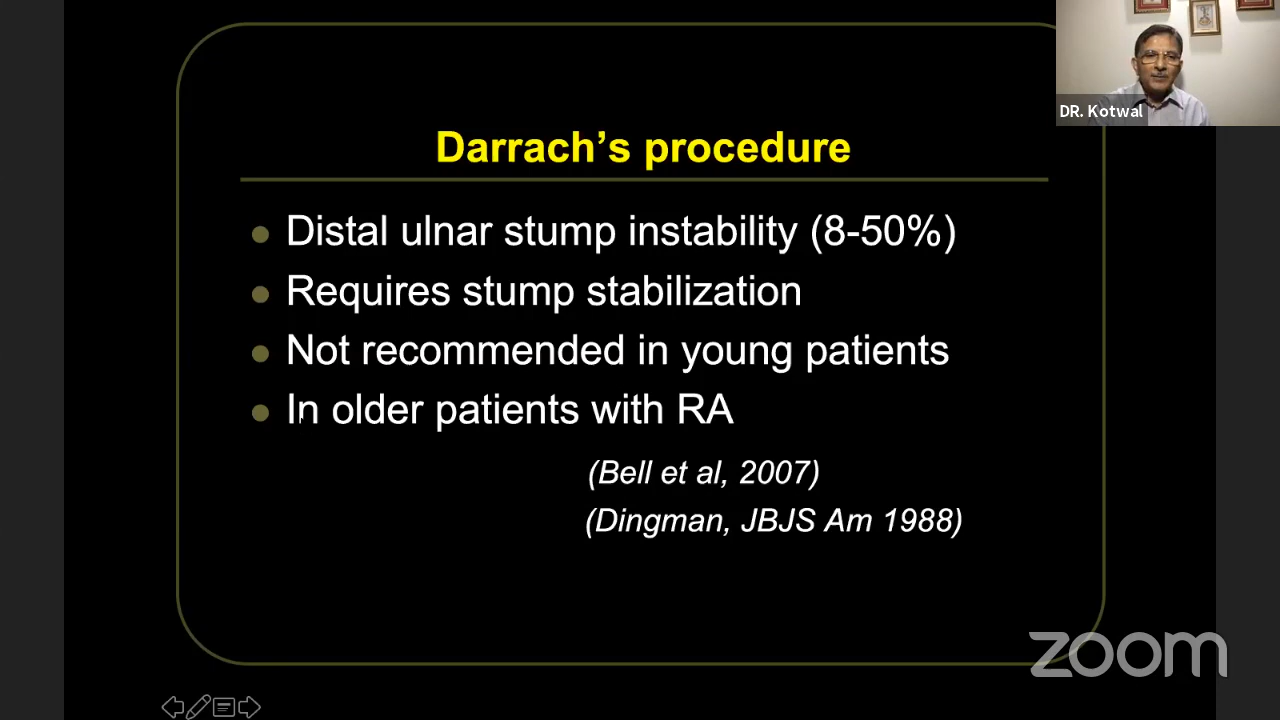 DR. Kotwal
Darrach’s procedure
Distal ulnar stump instability (8-50%)
Requires stump stabilization
Not recommended in young patients
In older patients with RA
(Bell et al, 2007)
(Dingman, JBJS Am 1988)
zoom